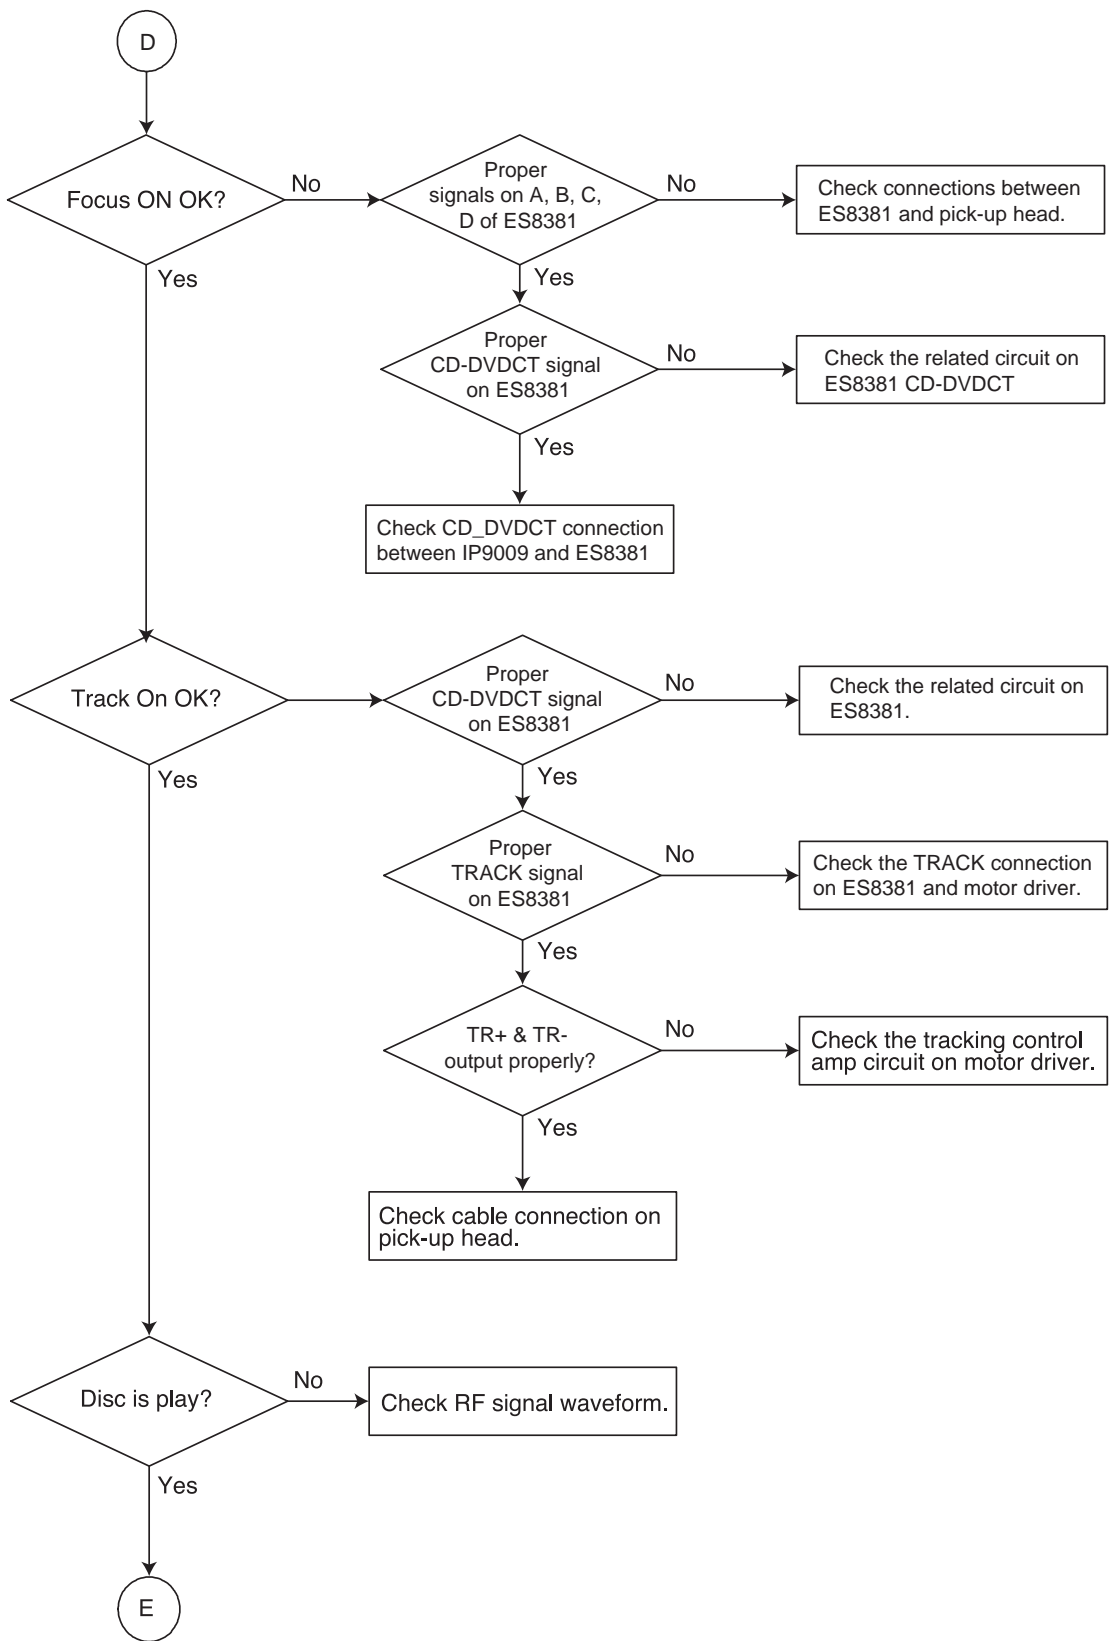 D
Focus ON OK?
No
Proper
signals on A, B, C,
D of ES8381
No
Check connections between
ES8381 and pick-up head.
Yes
Yes
Proper
CD-DVDCT signal
on ES8381
No
Check the related circuit on
ES8381 CD-DVDCT
Yes
Check CD_DVDCT connection
between IP9009 and ES8381
Track On OK?
Proper
CD-DVDCT signal
on ES8381
No
Check the related circuit on
ES8381.
Yes
Yes
Proper
TRACK signal
on ES8381
No
Check the TRACK connection
on ES8381 and motor driver.
Yes
TR+ & TR-
output properly?
No
Check the tracking control
amp circuit on motor driver.
Yes
Check cable connection on
pick-up head.
Disc is play?
No
Check RF signal waveform.
Yes
E